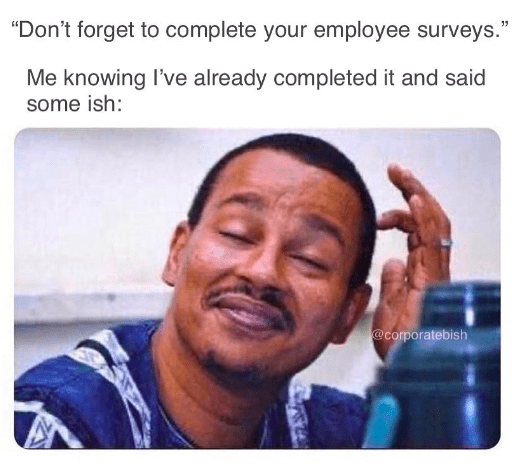 “Don’t forget to complete your employee surveys.”
Me knowing I’ve already completed it and said
some ish:
@corporatebish